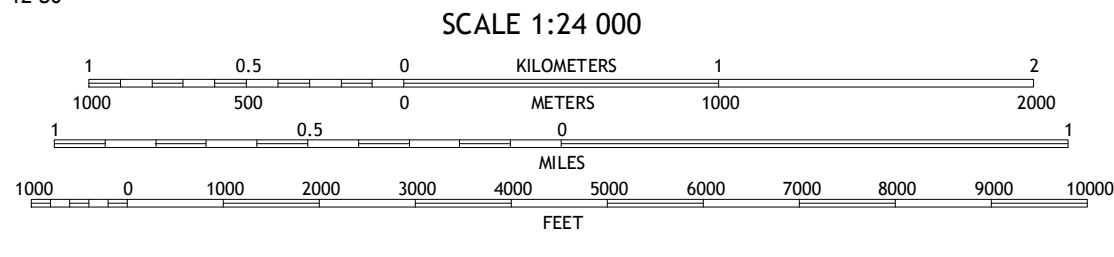 SCALE 1:24 000
1 0.5 0 KILOMETERS 1 2
1000 500 0 METERS 1000 2000
1 0.5 0 1
MILES
1000 0 1000 2000 3000 4000 5000 6000 7000 8000 9000 10000
FEET